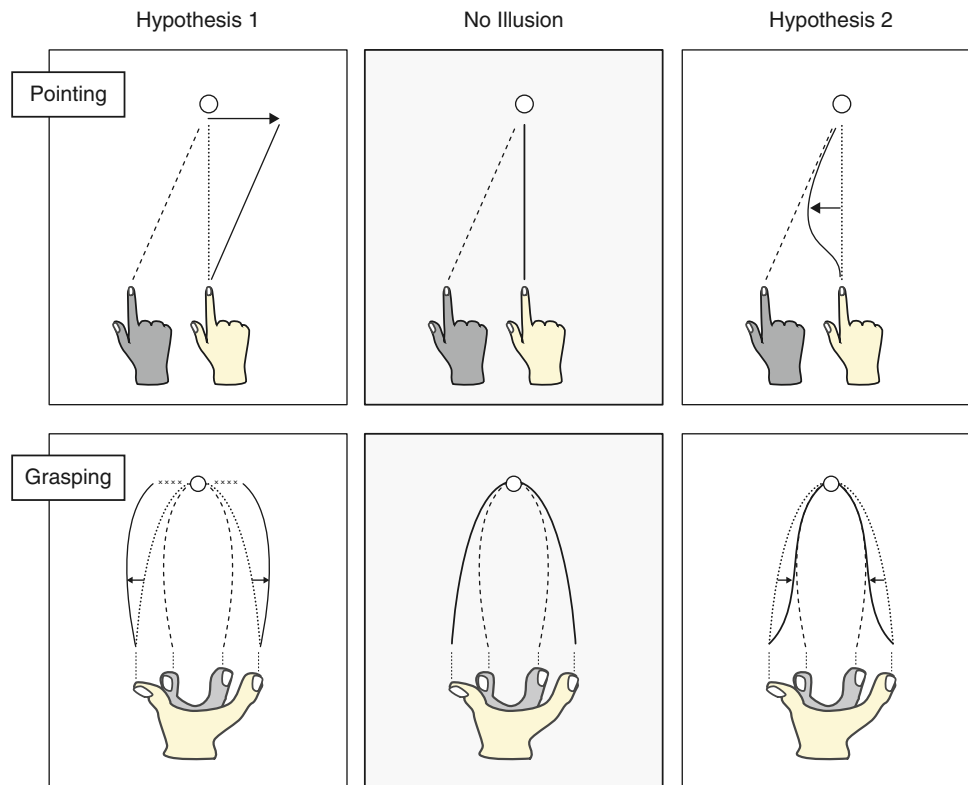 Hypothesis 1
No Illusion
Hypothesis 2
Pointing
Grasping